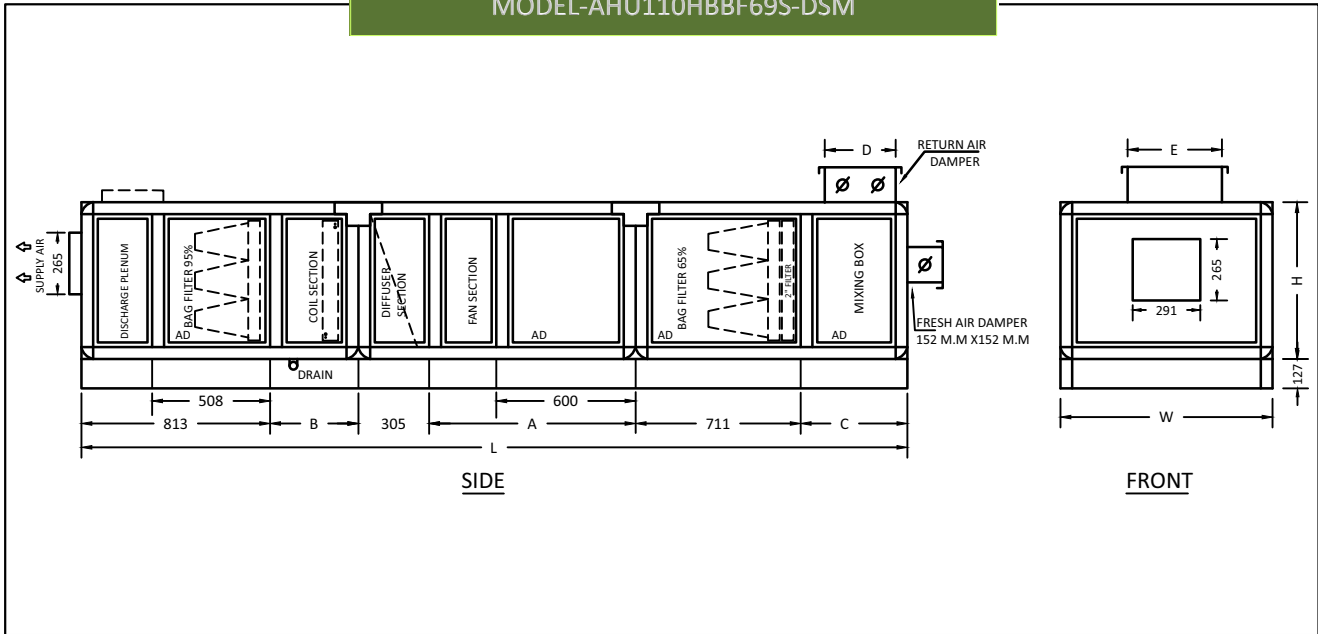 MODEL-AHU110HBBF69S-DSM
D
RETURN AIR
DAMPER
E
SUPPLY AIR
265
DISCHARGE PLENUM
BAG FILTER 95%
AD
COIL SECTION
DIFFUSER
SECTION
FAN SECTION
AD
BAG FILTER 65%
AD
2" FILTER
MIXING BOX
AD
FRESH AIR DAMPER
152 M.M X152 M.M
DRAIN
265
291
H
127
508
600
813
B
305
A
711
C
W
L
SIDE
FRONT